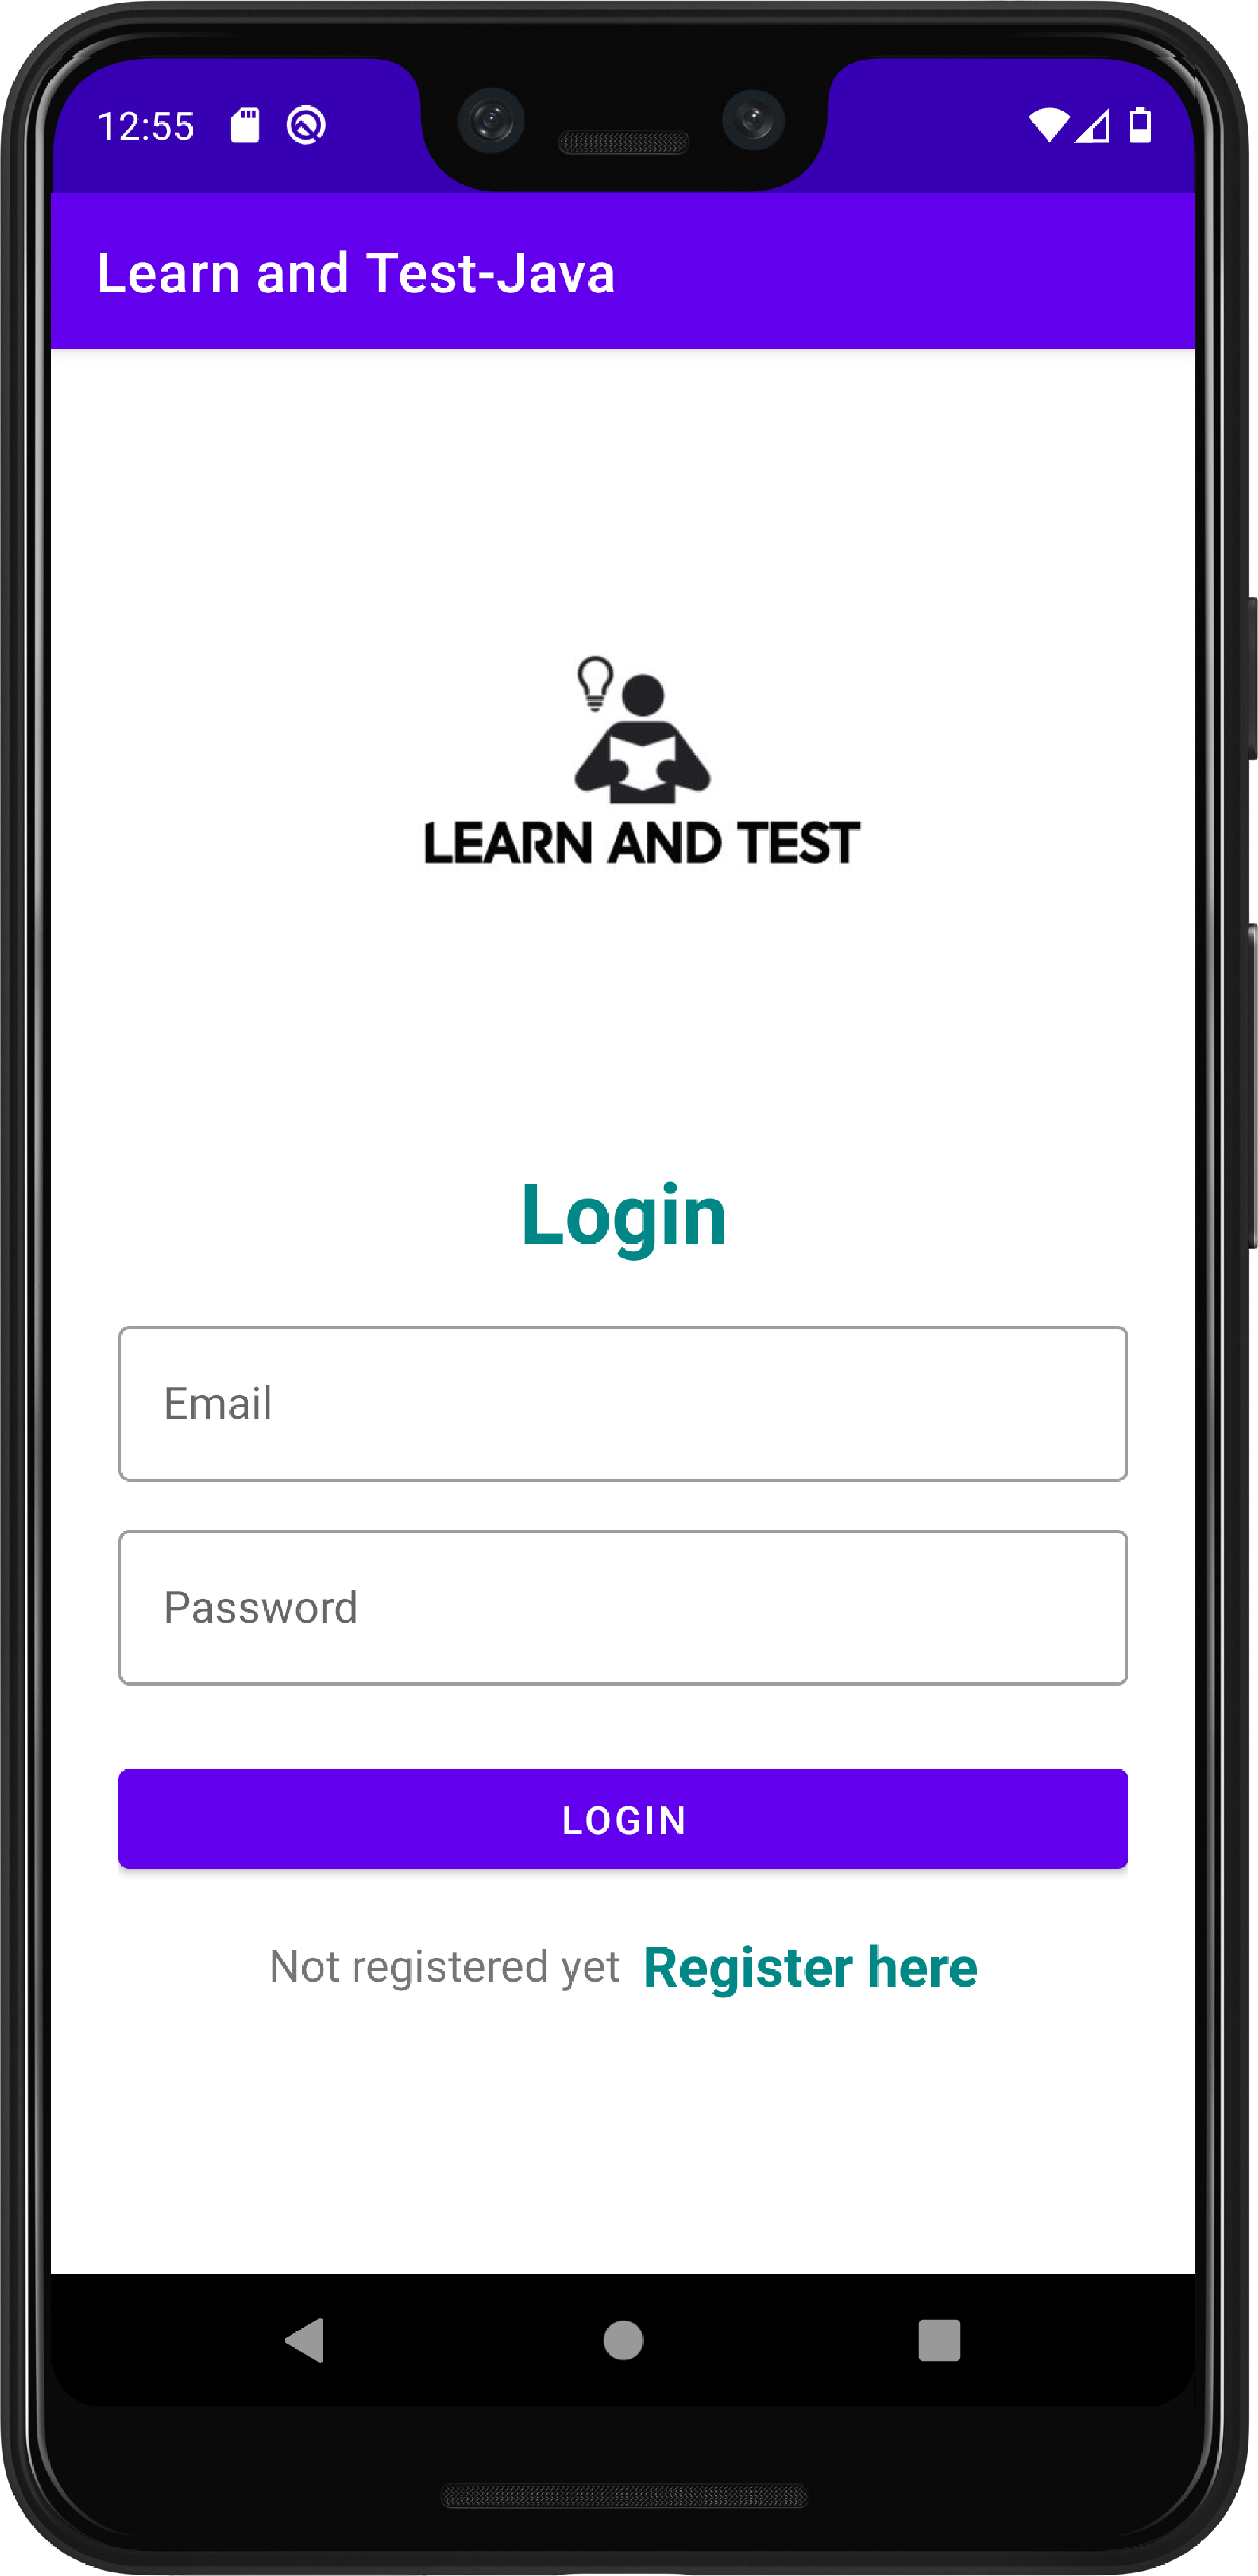 12:55
Learn and Test-Java
LEARN AND TEST
Login
Email
Password
LOGIN
Not registered yet Register here